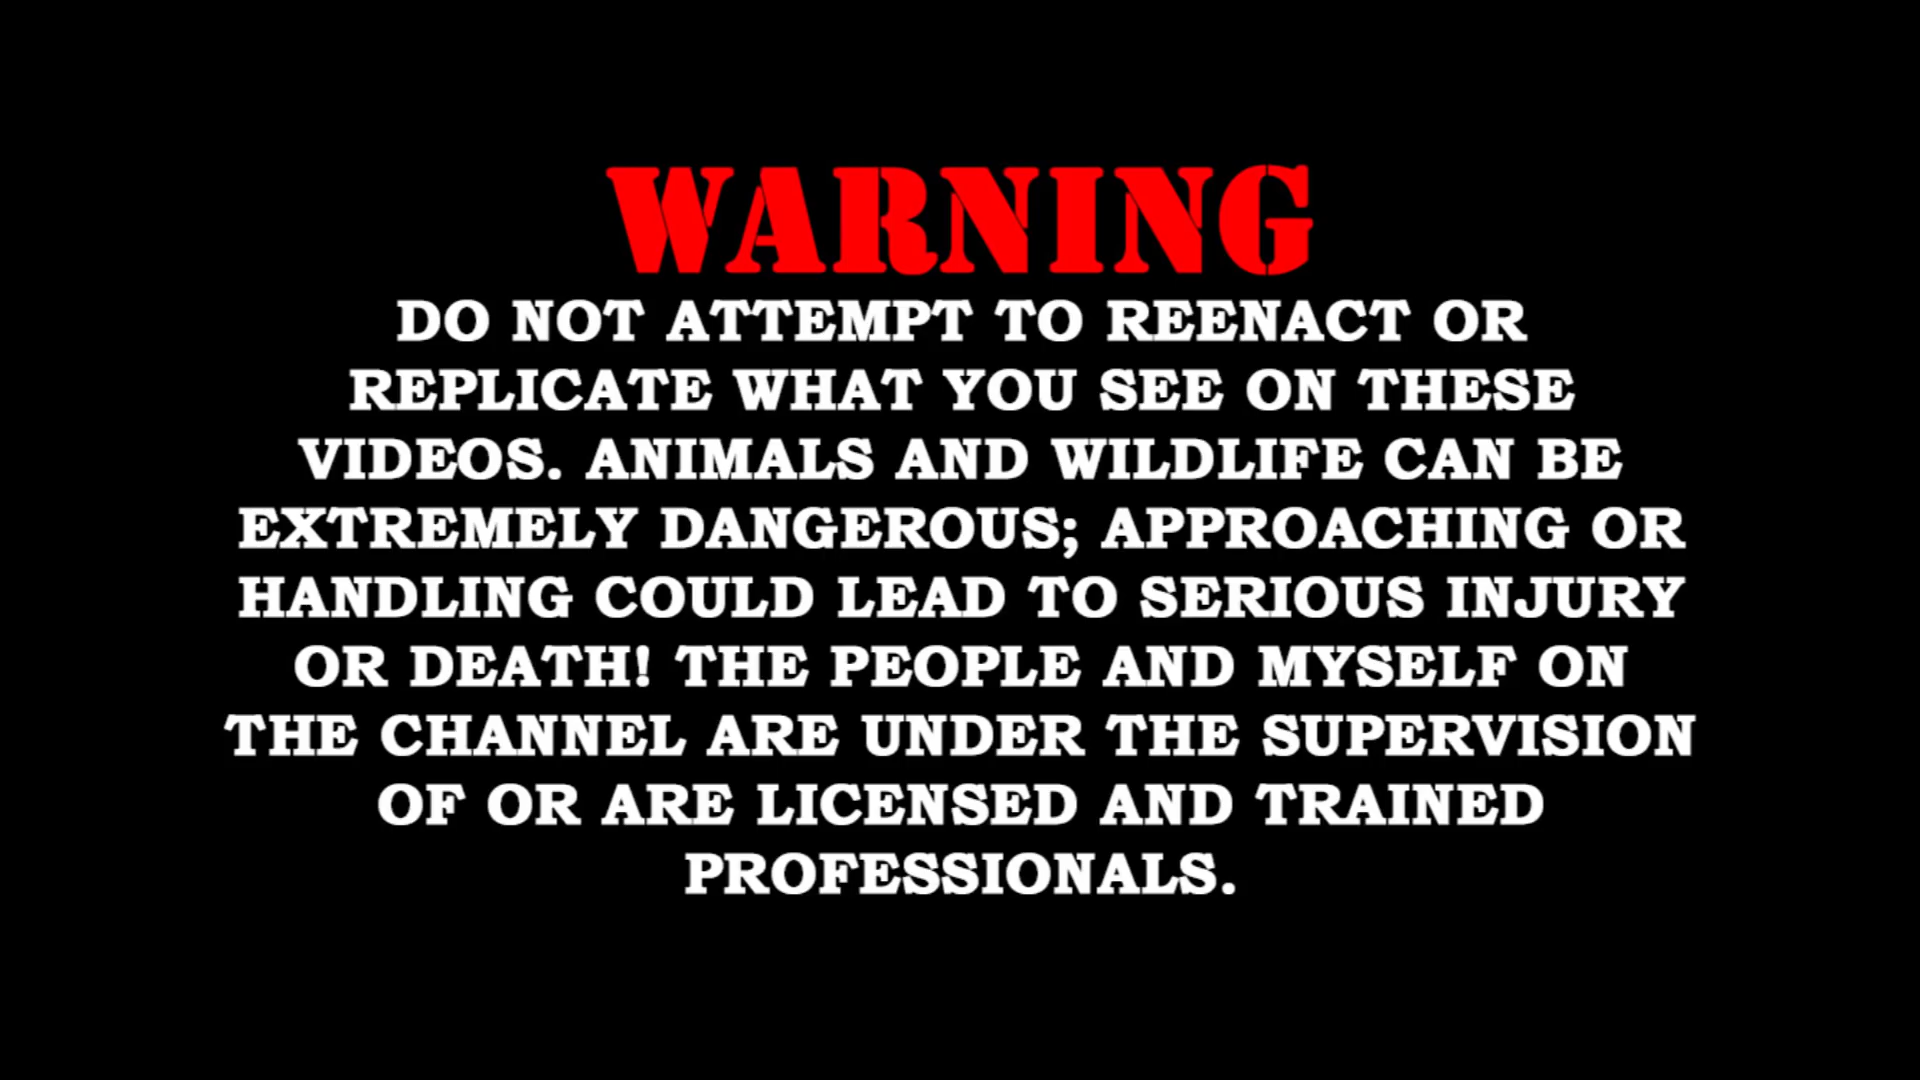 WARNING
DO NOT ATTEMPT TO REENACT OR
REPLICATE WHAT YOU SEE ON THESE
VIDEOS. ANIMALS AND WILDLIFE CAN BE
EXTREMELY DANGEROUS; APPROACHING OR
HANDLING COULD LEAD TO SERIOUS INJURY
OR DEATH! THE PEOPLE AND MYSELF ON
THE CHANNEL ARE UNDER THE SUPERVISION
OF OR ARE LICENSED AND TRAINED
PROFESSIONALS.